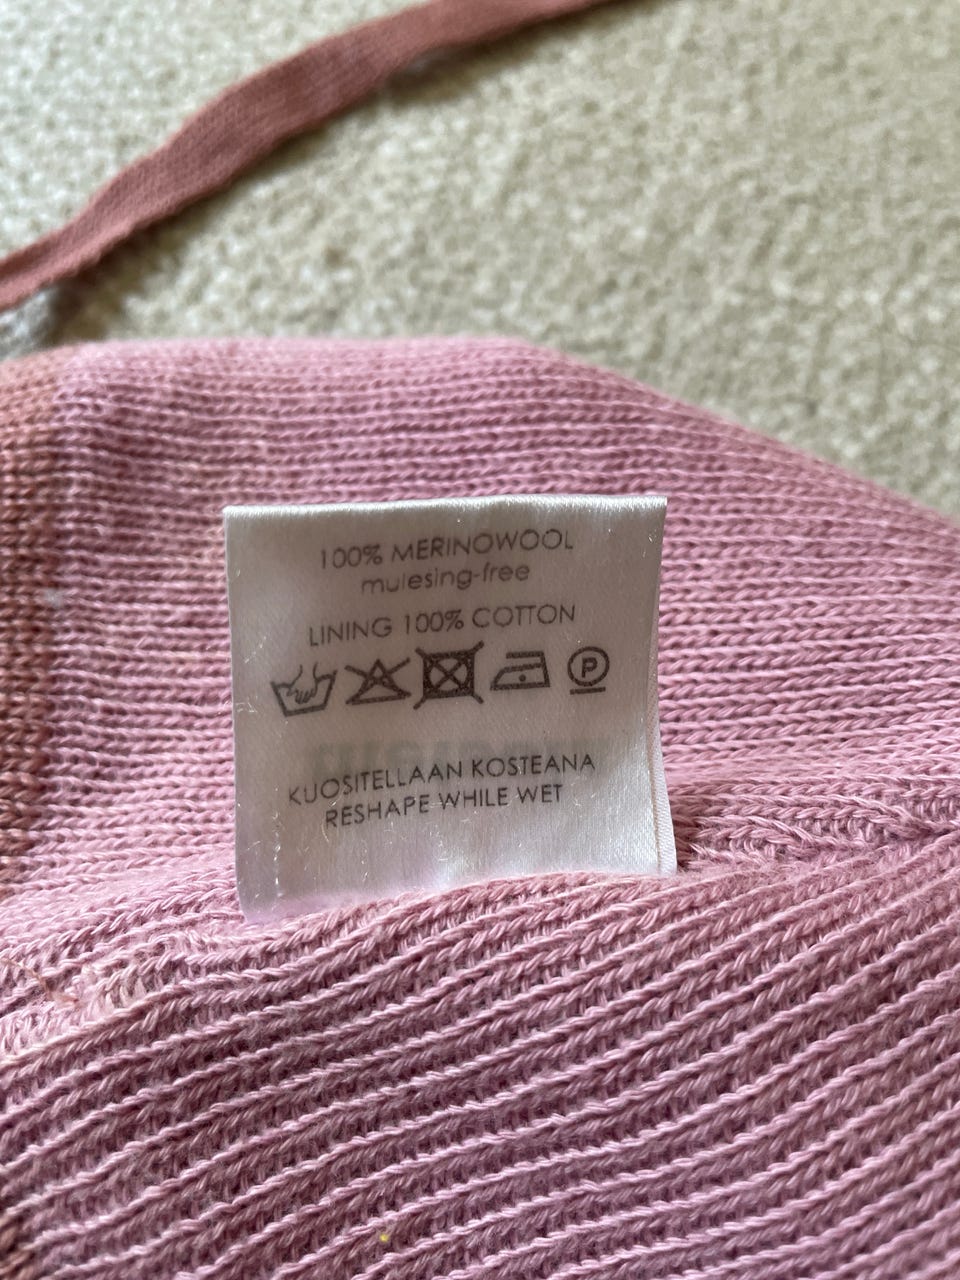 100% MERINOWOOL
mulesing-free
LINING 100% COTTON
P
KUOSITELLAAN KOSTEANA
RESHAPE WHILE WET